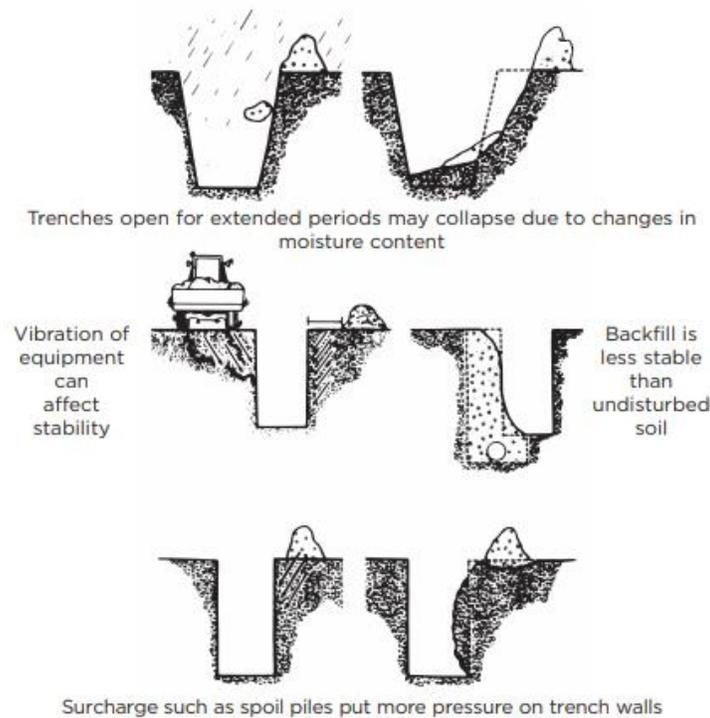 Trenches open for extended periods may collapse due to changes in
moisture content
Vibration of
equipment
can
affect
stability
Backfill is
less stable
than
undisturbed
soil
Surcharge such as spoil piles put more pressure on trench walls